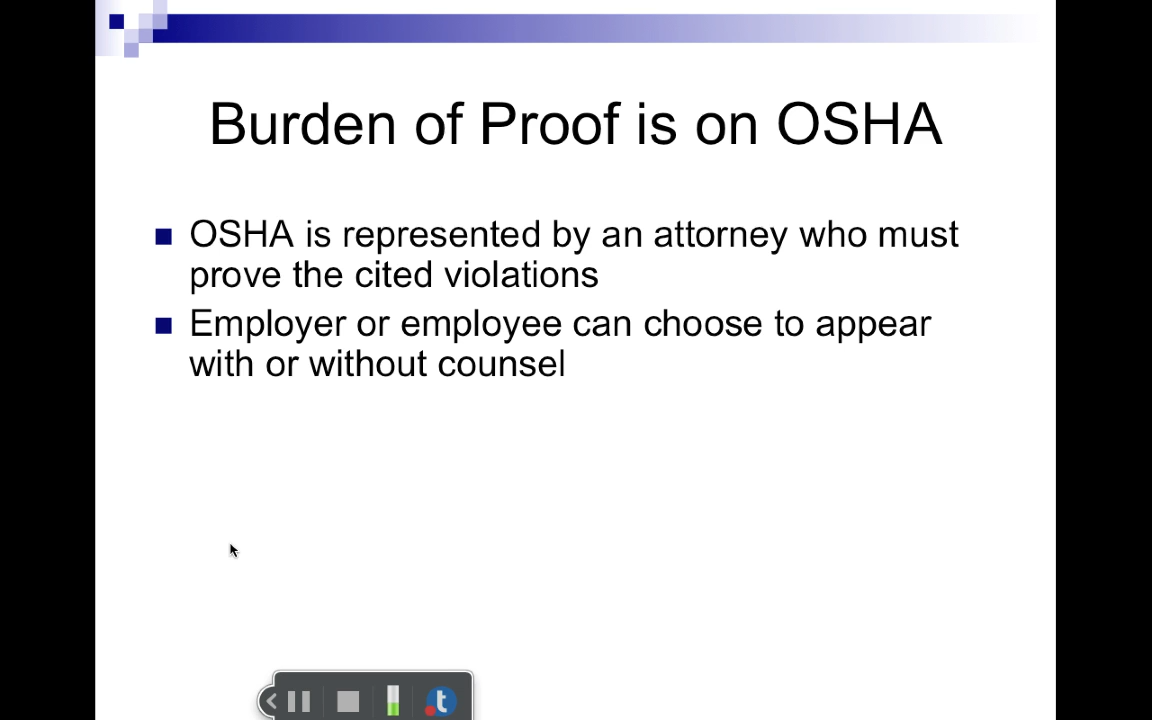 Burden of Proof is on OSHA
OSHA is represented by an attorney who must
prove the cited violations
Employer or employee can choose to appear
with or without counsel
t